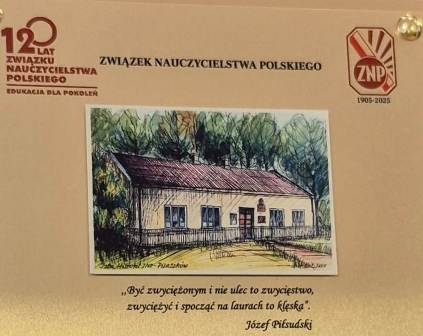 120 LAT
ZWIĄZKU
NAUCZYCIELSTWA
POLSKIEGO
EDUKACJA DLA POKOLEŃ
ZWIĄZEK NAUCZYCIELSTWA POLSKIEGO
ZNP
1905-2025
„Być zwyciężonym i nie ulec to zwycięstwo,
zwyciężyć i spocząć na laurach to klęska".
Józef Piłsudski